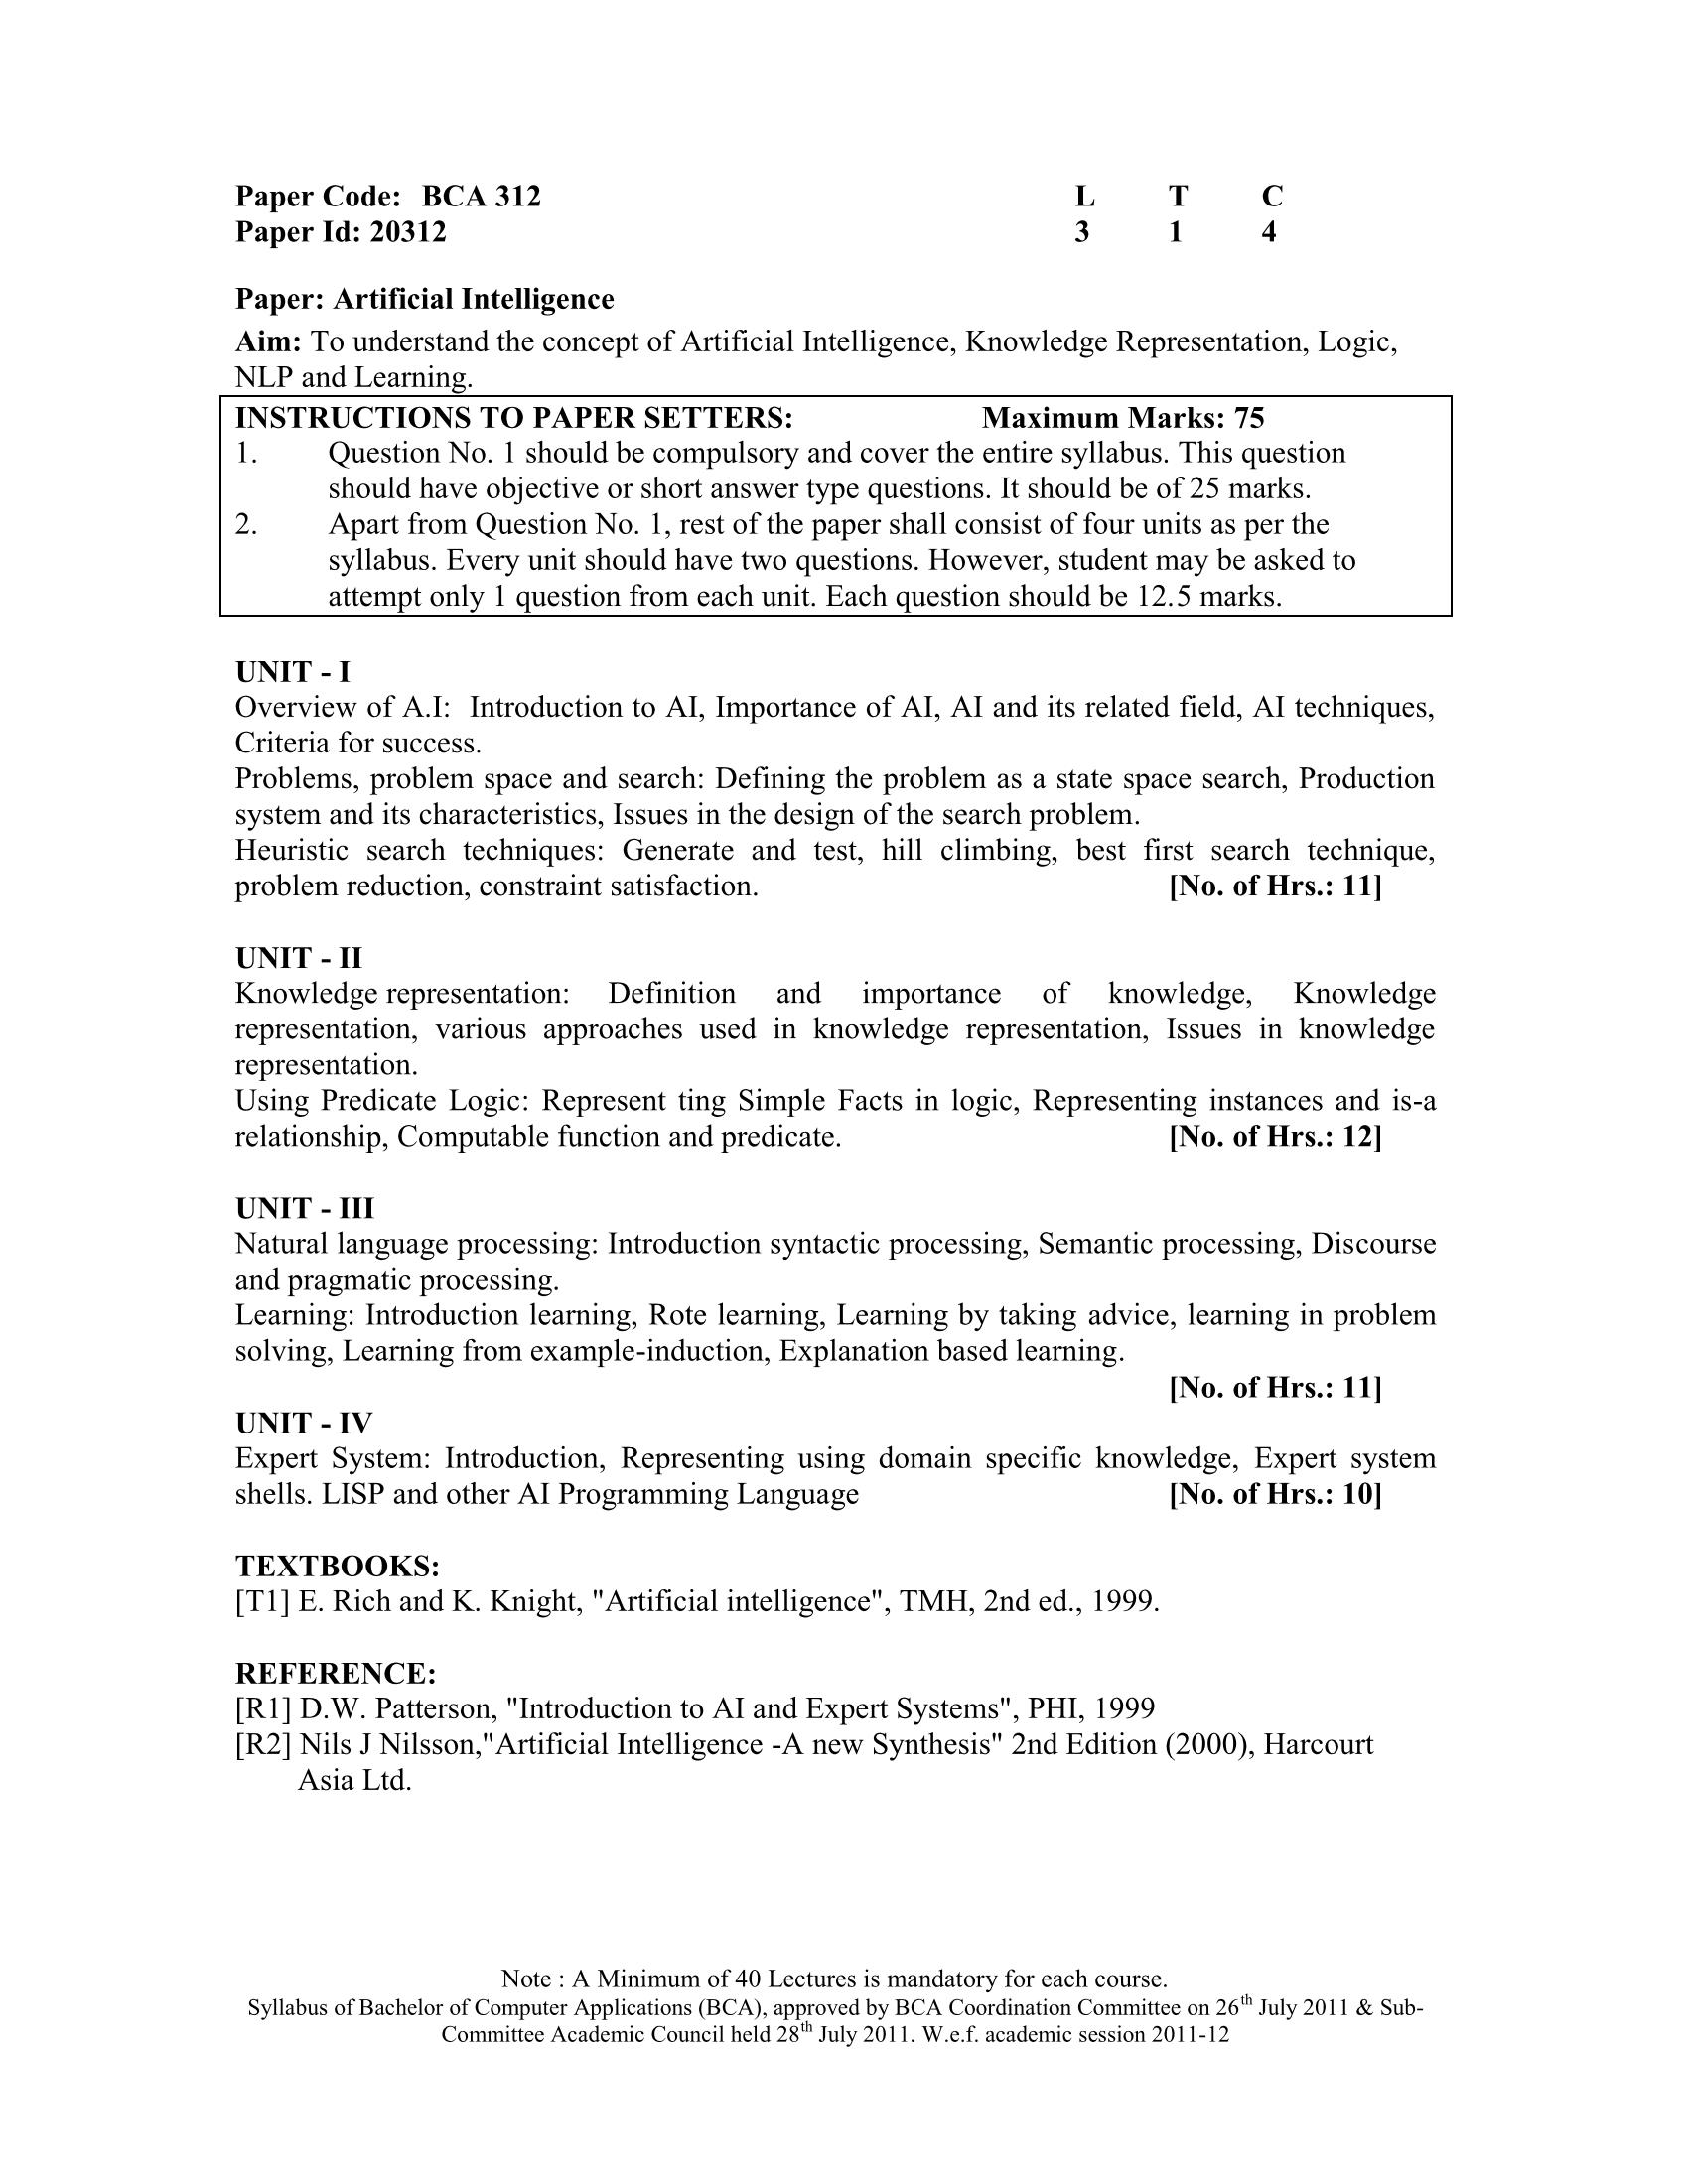 Paper Code: BCA 312 L T C
Paper Id: 20312 3 1 4
Paper: Artificial Intelligence
Aim: To understand the concept of Artificial Intelligence, Knowledge Representation, Logic,
NLP and Learning.
INSTRUCTIONS TO PAPER SETTERS: Maximum Marks: 75
1. Question No. 1 should be compulsory and cover the entire syllabus. This question
should have objective or short answer type questions. It should be of 25 marks.
2. Apart from Question No. 1, rest of the paper shall consist of four units as per the
syllabus. Every unit should have two questions. However, student may be asked to
attempt only 1 question from each unit. Each question should be 12.5 marks.
UNIT - I
Overview of A.I: Introduction to AI, Importance of AI, AI and its related field, AI techniques,
Criteria for success.
Problems, problem space and search: Defining the problem as a state space search, Production
system and its characteristics, Issues in the design of the search problem.
Heuristic search techniques: Generate and test, hill climbing, best first search technique,
problem reduction, constraint satisfaction. [No. of Hrs.: 11]
UNIT - II
Knowledge representation: Definition and importance of knowledge, Knowledge
representation, various approaches used in knowledge representation, Issues in knowledge
representation.
Using Predicate Logic: Represent ting Simple Facts in logic, Representing instances and is-a
relationship, Computable function and predicate. [No. of Hrs.: 12]
UNIT - III
Natural language processing: Introduction syntactic processing, Semantic processing, Discourse
and pragmatic processing.
Learning: Introduction learning, Rote learning, Learning by taking advice, learning in problem
solving, Learning from example-induction, Explanation based learning.
[No. of Hrs.: 11]
UNIT - IV
Expert System: Introduction, Representing using domain specific knowledge, Expert system
shells. LISP and other AI Programming Language [No. of Hrs.: 10]
TEXTBOOKS:
[T1] E. Rich and K. Knight, "Artificial intelligence", TMH, 2nd ed., 1999.
REFERENCE:
[R1] D.W. Patterson, "Introduction to AI and Expert Systems", PHI, 1999
[R2] Nils J Nilsson,"Artificial Intelligence -A new Synthesis" 2nd Edition (2000), Harcourt
Asia Ltd.
Note : A Minimum of 40 Lectures is mandatory for each course.
Syllabus of Bachelor of Computer Applications (BCA), approved by BCA Coordination Committee on 26th July 2011 & Sub-
Committee Academic Council held 28th July 2011. W.e.f. academic session 2011-12